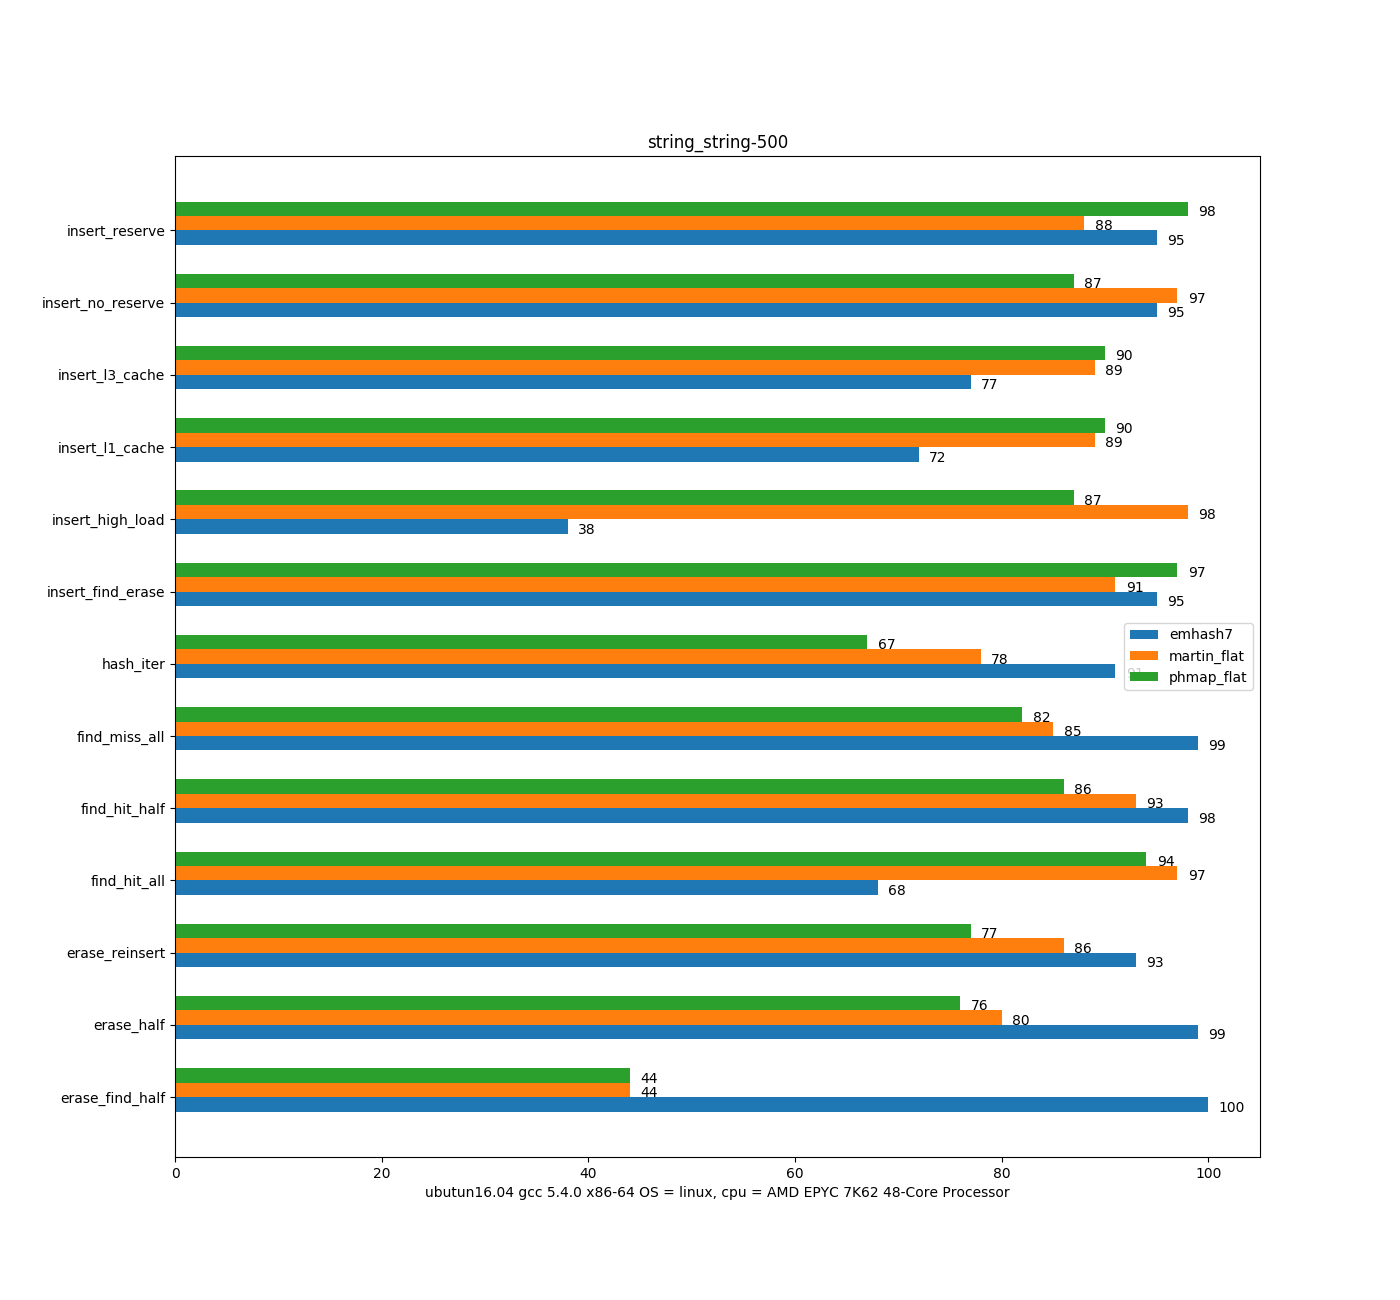 string_string-500
insert_reserve
98
88
95
insert_no_reserve
87
97
95
insert_l3_cache
90
89
77
insert_l1_cache
90
89
72
insert_high_load
87
98
38
insert_find_erase
97
91
95
hash_iter
67
78
91
emhash7
martin_flat
phmap_flat
find_miss_all
82
85
99
find_hit_half
86
93
98
find_hit_all
94
97
68
erase_reinsert
77
86
93
erase_half
76
80
99
erase_find_half
44
44
100
0 20 40 60 80 100
ubutun16.04 gcc 5.4.0 x86-64 OS = linux, cpu = AMD EPYC 7K62 48-Core Processor